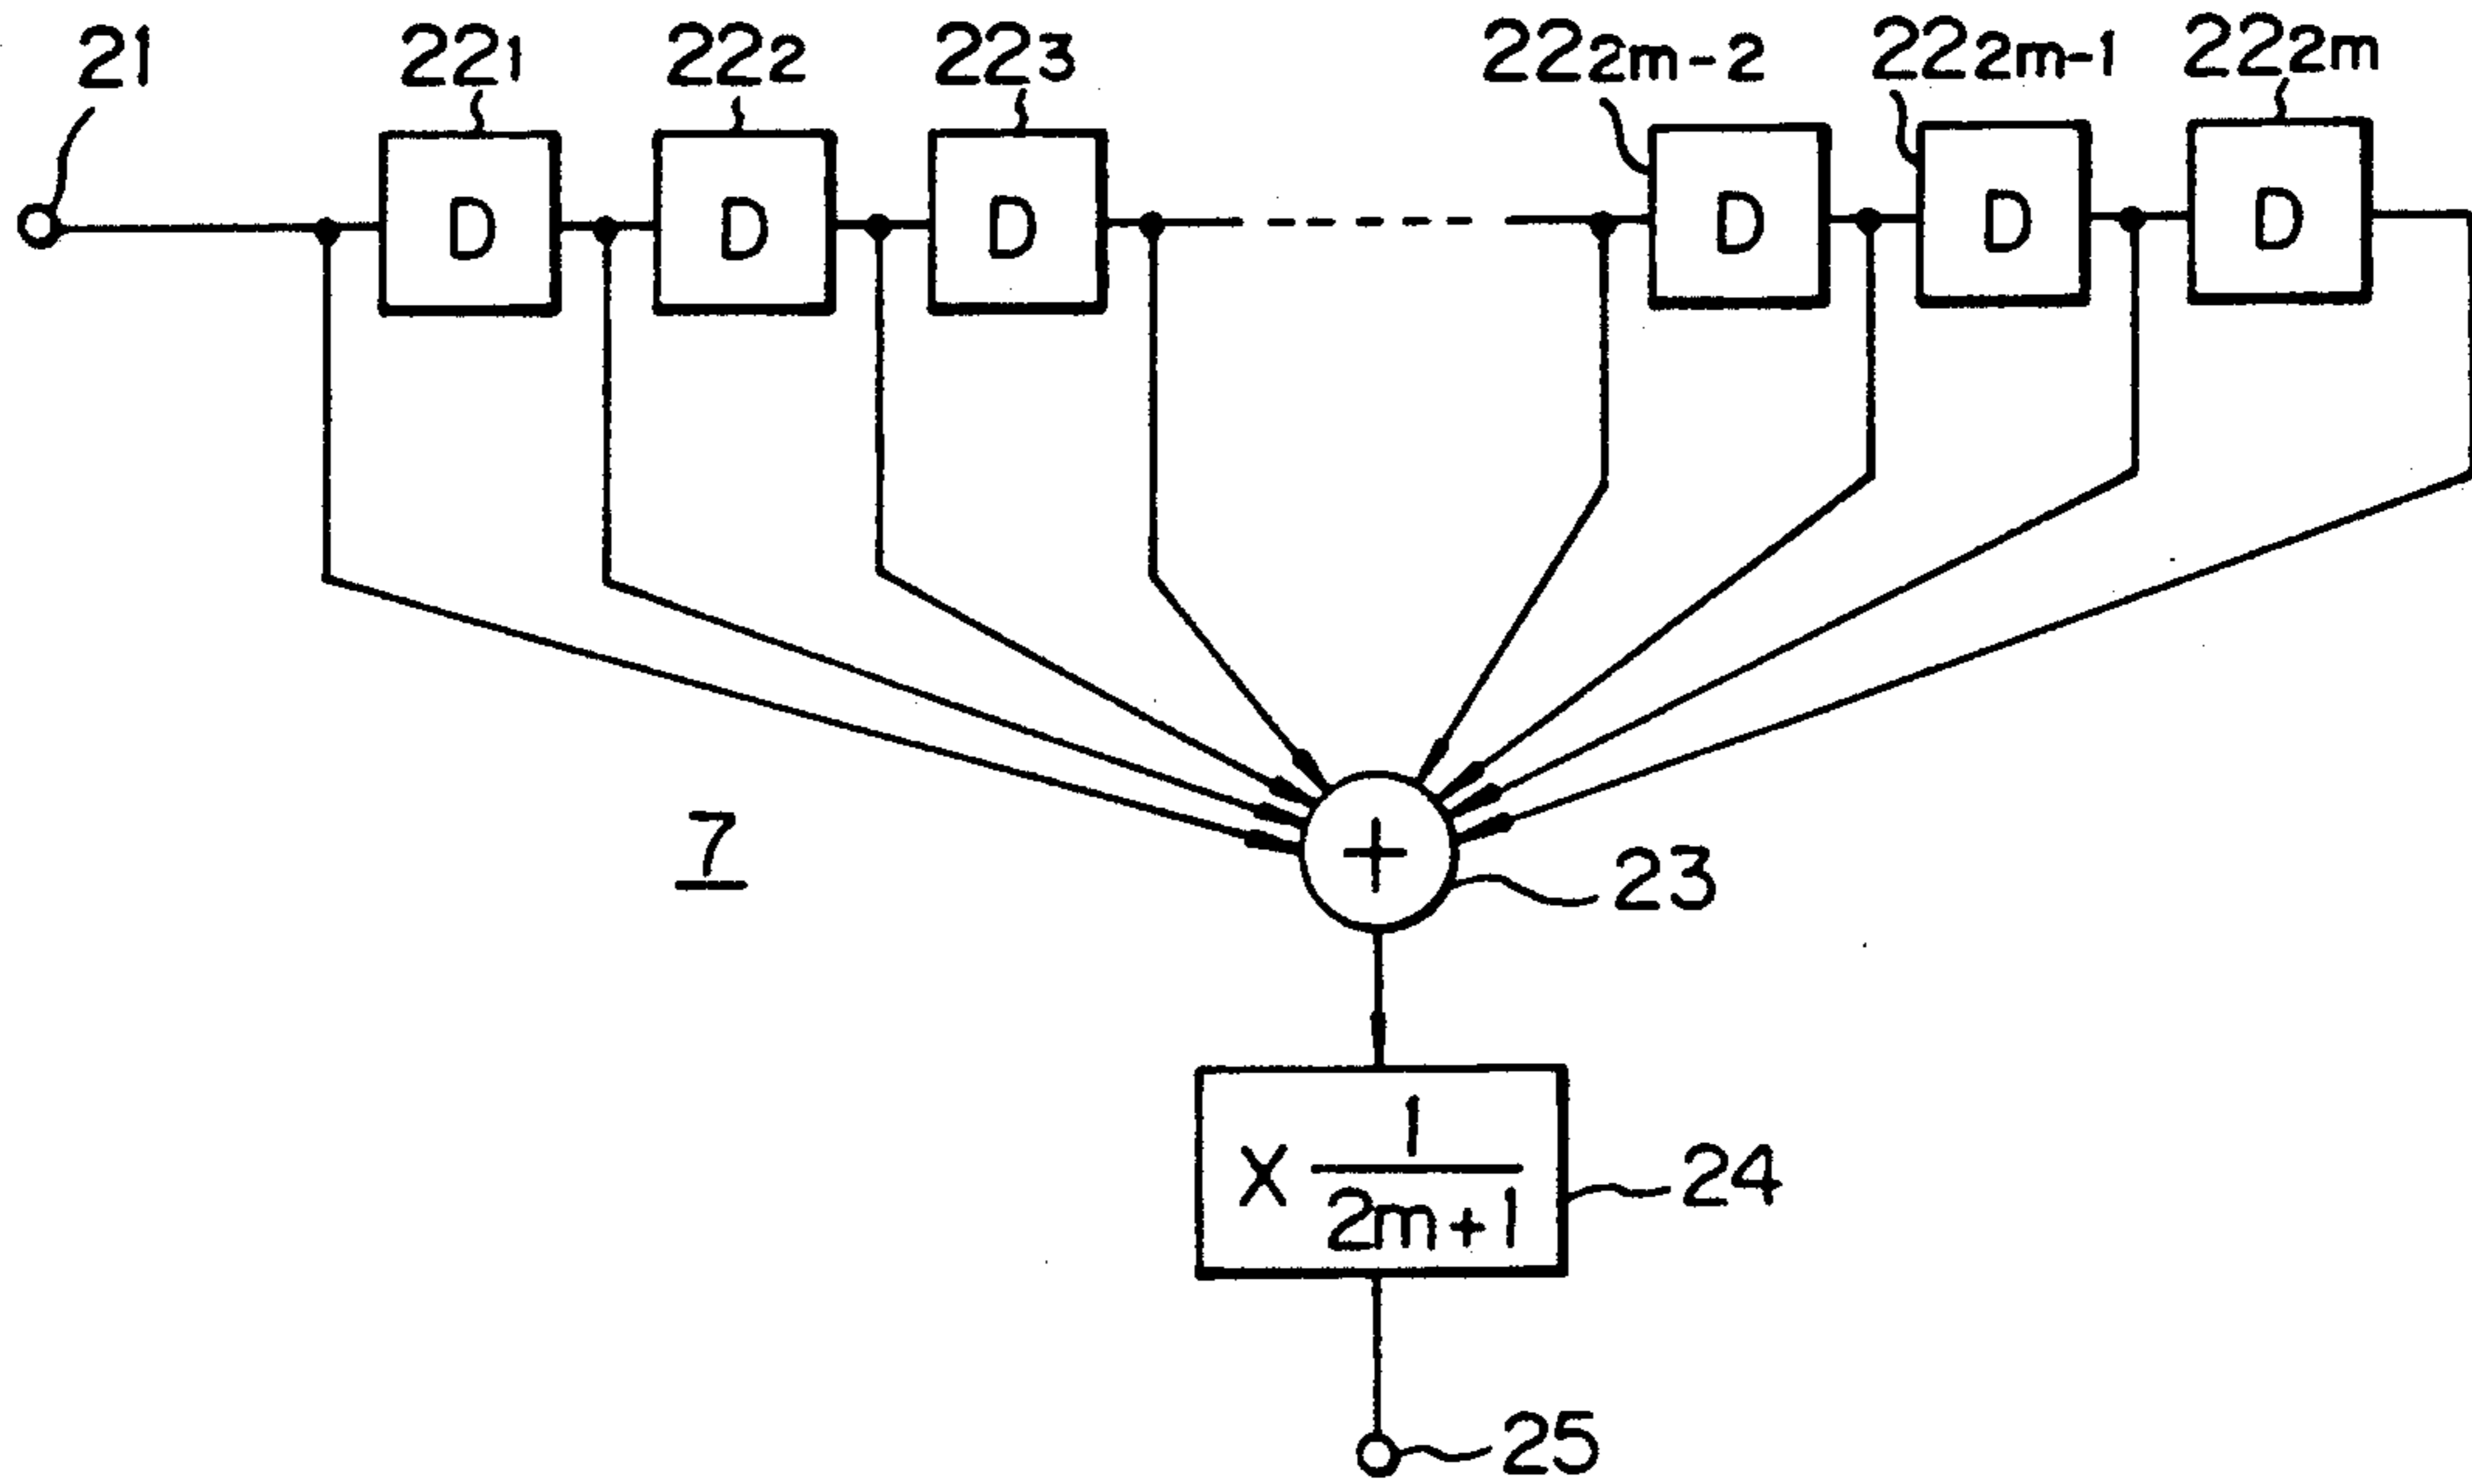 21 22₁ 22₂ 22₃ 22₂ₘ₋₂ 22₂ₘ₋₁ 22₂ₘ
D D D D D D
+
7
23
X 1/2m+1 24
25